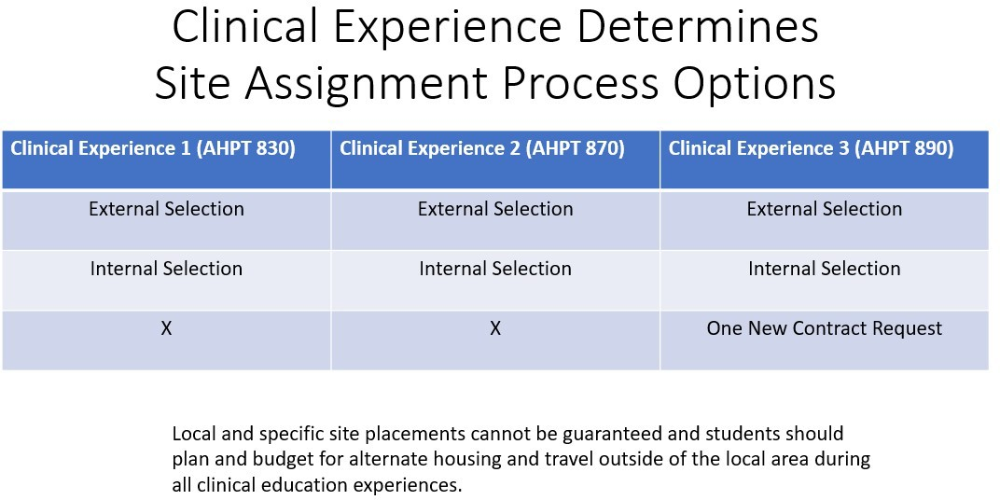 Clinical Experience Determines
Site Assignment Process Options
Clinical Experience 1 (AHPT 830) Clinical Experience 2 (AHPT 870) Clinical Experience 3 (AHPT 890)
External Selection External Selection External Selection
Internal Selection Internal Selection Internal Selection
X X One New Contract Request
Local and specific site placements cannot be guaranteed and students should
plan and budget for alternate housing and travel outside of the local area during
all clinical education experiences.